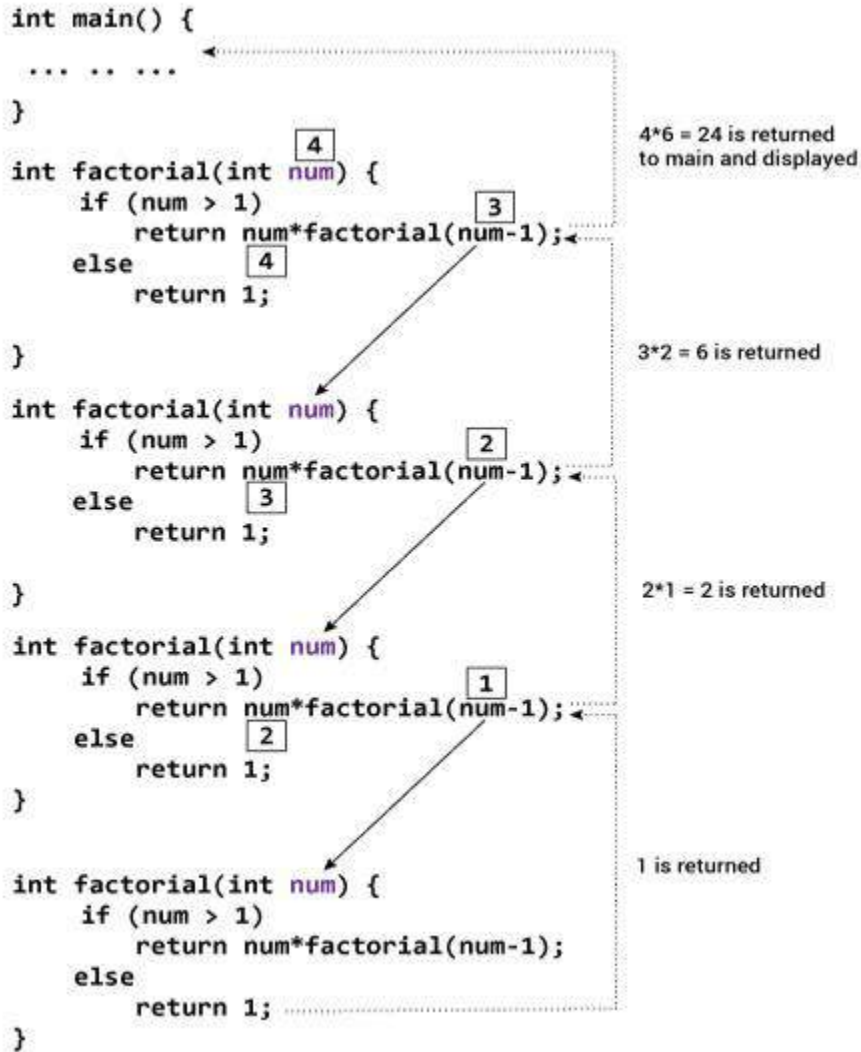 int main() {
... .. ...
}
4*6 = 24 is returned
to main and displayed
4
int factorial(int num) {
if (num > 1)
3
return num*factorial(num-1);
else
4
return 1;
}
3*2 = 6 is returned
int factorial(int num) {
if (num > 1)
2
return num*factorial(num-1);
else
3
return 1;
}
2*1 = 2 is returned
int factorial(int num) {
if (num > 1)
1
return num*factorial(num-1);
else
2
return 1;
}
1 is returned
int factorial(int num) {
if (num > 1)
return num*factorial(num-1);
else
return 1;
}